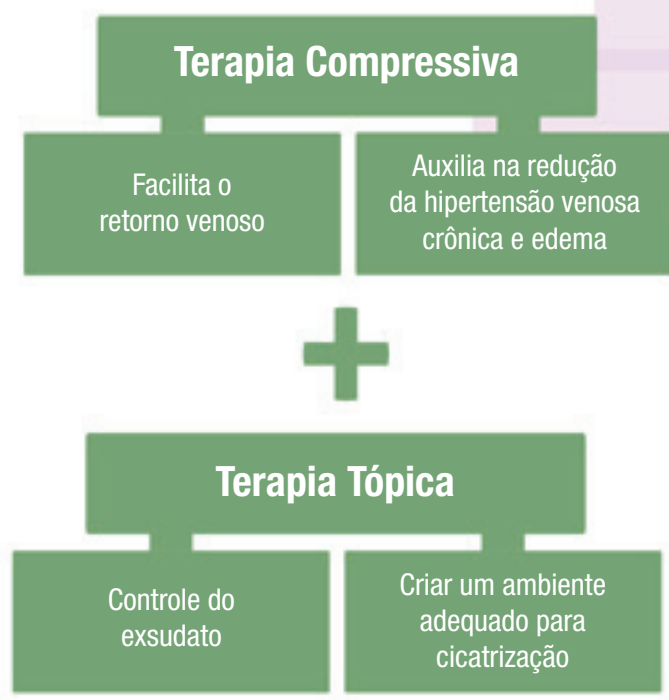 Terapia Compressiva
Facilita o
retorno venoso
Auxilia na redução
da hipertensão venosa
crônica e edema
Terapia Tópica
Controle do
exsudato
Criar um ambiente
adequado para
cicatrização